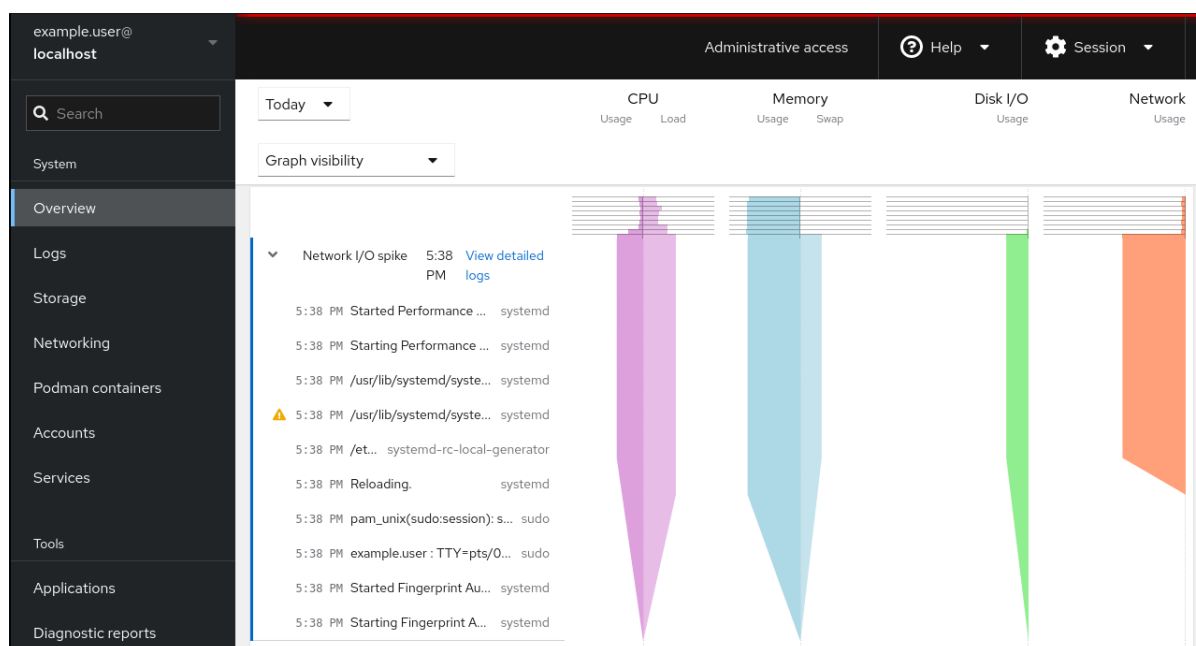 example.user@
localhost
Administrative access
Help
Session
Search
System
Overview
Logs
Storage
Networking
Podman containers
Accounts
Services
Tools
Applications
Diagnostic reports
Today
Graph visibility
CPU
Usage Load
Memory
Usage Swap
Disk I/O
Usage
Network
Usage
Network I/O spike 5:38 View detailed
PM logs
5:38 PM Started Performance ... systemd
5:38 PM Starting Performance ... systemd
5:38 PM /usr/lib/systemd/syste... systemd
5:38 PM /usr/lib/systemd/syste... systemd
5:38 PM /et... systemd-rc-local-generator
5:38 PM Reloading. systemd
5:38 PM pam_unix(sudo:session): s... sudo
5:38 PM example.user : TTY=pts/0... sudo
5:38 PM Started Fingerprint Au... systemd
5:38 PM Starting Fingerprint A... systemd